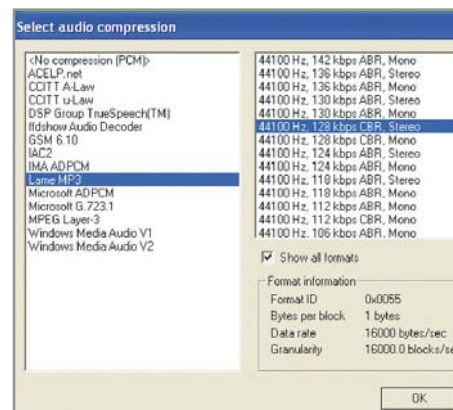 Select audio compression
<No compression (PCM)>
ACELP.net
CCITT A-Law
CCITT u-Law
DSP Group TrueSpeech(TM)
ffdshow Audio Decoder
GSM 6.10
IAC2
IMA ADPCM
Lame MP3
Microsoft ADPCM
Microsoft G.723.1
MPEG Layer-3
Windows Media Audio V1
Windows Media Audio V2
44100 Hz, 142 kbps ABR, Mono
44100 Hz, 136 kbps ABR, Stereo
44100 Hz, 136 kbps ABR, Mono
44100 Hz, 130 kbps ABR, Stereo
44100 Hz, 130 kbps ABR, Mono
44100 Hz, 128 kbps CBR, Stereo
44100 Hz, 128 kbps CBR, Mono
44100 Hz, 124 kbps ABR, Stereo
44100 Hz, 124 kbps ABR, Mono
44100 Hz, 118 kbps ABR, Stereo
44100 Hz, 118 kbps ABR, Mono
44100 Hz, 112 kbps ABR, Mono
44100 Hz, 112 kbps CBR, Mono
44100 Hz, 106 kbps ABR, Mono
Show all formats
Format information
Format ID 0x0055
Bytes per block 1 bytes
Data rate 16000 bytes/sec
Granularity 16000.0 blocks/se
OK